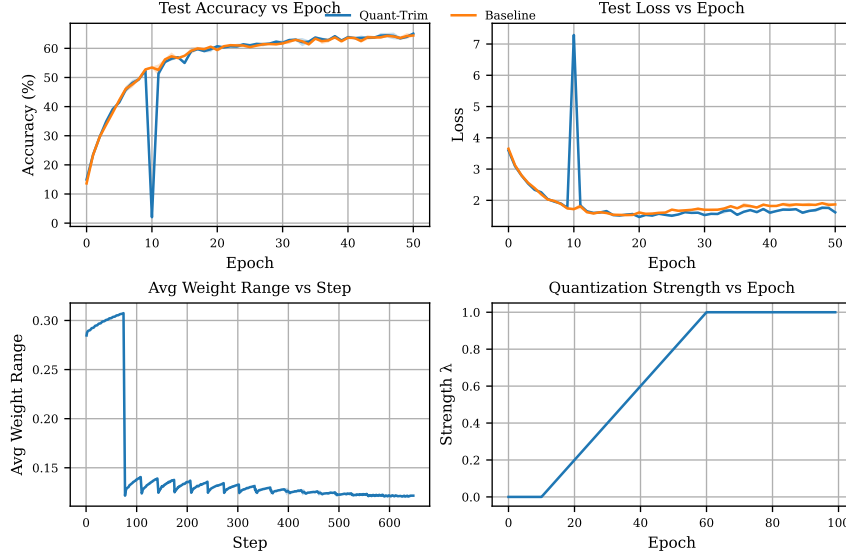 Test Accuracy vs Epoch
Quant-Trim
Baseline
Test Loss vs Epoch
Accuracy (%)
60
50
40
30
20
10
0
0 10 20 30 40 50
Epoch
Loss
7
6
5
4
3
2
0 10 20 30 40 50
Epoch
Avg Weight Range vs Step
Avg Weight Range
0.30
0.25
0.20
0.15
0 100 200 300 400 500 600
Step
Quantization Strength vs Epoch
Strength λ
1.0
0.8
0.6
0.4
0.2
0.0
0 20 40 60 80 100
Epoch